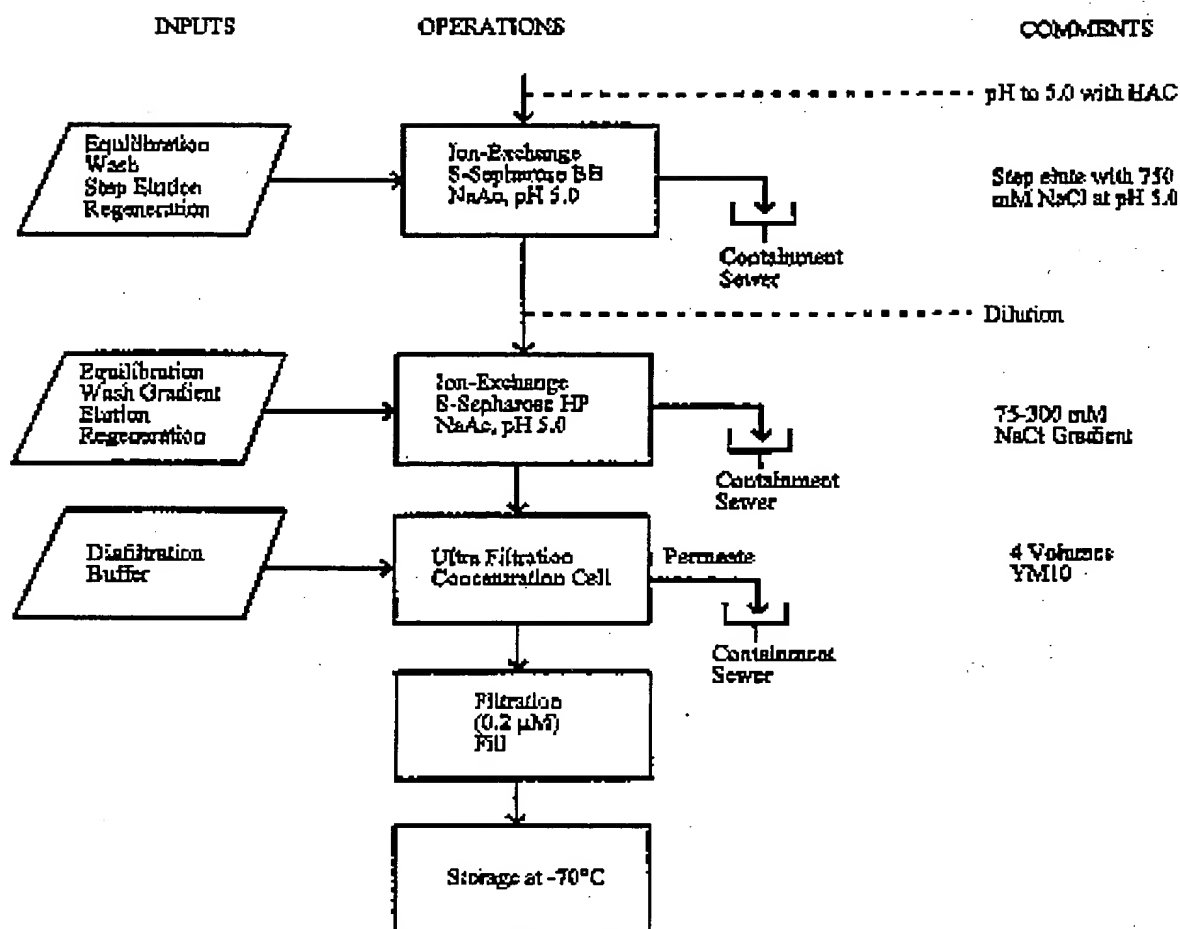 INPUTS OPERATIONS COMMENTS
pH to 5.0 with HAC
Equilibration
Wash
Step Elution
Regeneration
Ion-Exchange
S-Sepharose BB
NaAc, pH 5.0
Step elute with 750
mM NaCl at pH 5.0
Containment
Sewer
Dilution
Equilibration
Wash Gradient
Elution
Regeneration
Ion-Exchange
S-Sepharose HP
NaAc, pH 5.0
75-300 mM
NaCl Gradient
Containment
Sewer
Diafiltration
Buffer
Ultra Filtration
Concentration Cell
Permeate
4 Volumes
YM10
Containment
Sewer
Filtration
(0.2 µM)
Fill
Storage at -70°C